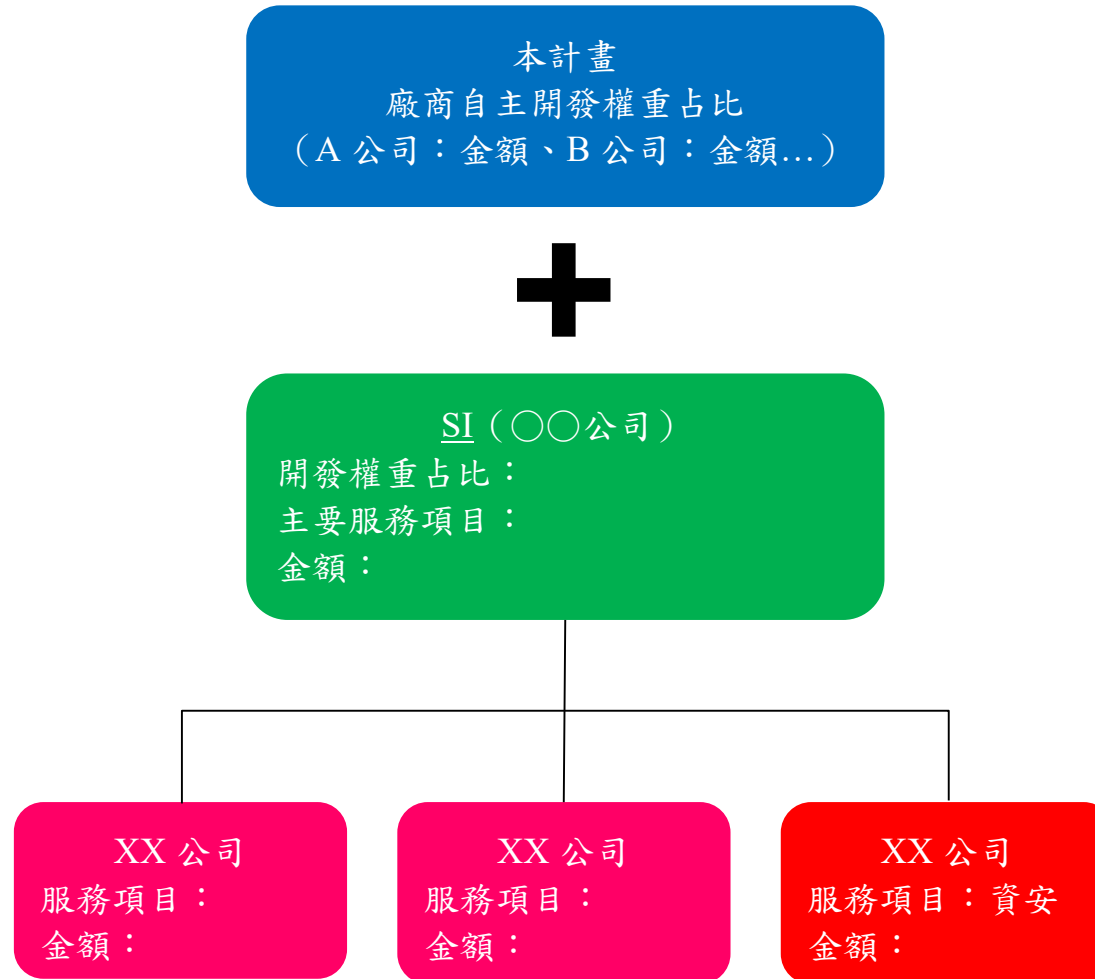 本計畫
廠商自主開發權重占比
（A 公司：金額、B 公司：金額…）
SI（○○公司）
開發權重占比：
主要服務項目：
金額：
XX 公司
服務項目：
金額：
XX 公司
服務項目：
金額：
XX 公司
服務項目：資安
金額：